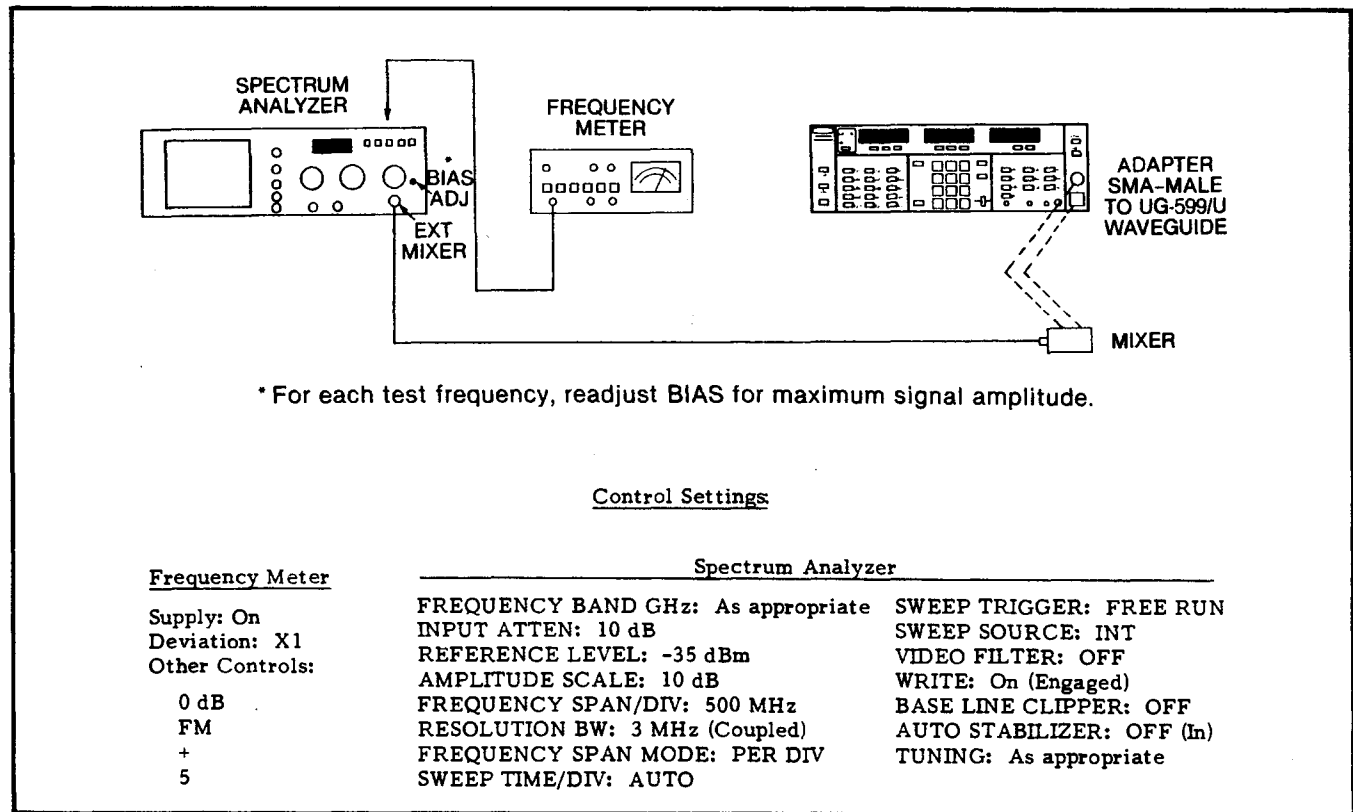 SPECTRUM
ANALYZER
FREQUENCY
METER
*
BIAS
ADJ
EXT
MIXER
ADAPTER
SMA-MALE
TO UG-599/U
WAVEGUIDE
MIXER
* For each test frequency, readjust BIAS for maximum signal amplitude.
Control Settings
Frequency Meter
Supply: On
Deviation: X1
Other Controls:
0 dB
FM
+
5
Spectrum Analyzer
FREQUENCY BAND GHz: As appropriate
INPUT ATTEN: 10 dB
REFERENCE LEVEL: -35 dBm
AMPLITUDE SCALE: 10 dB
FREQUENCY SPAN/DIV: 500 MHz
RESOLUTION BW: 3 MHz (Coupled)
FREQUENCY SPAN MODE: PER DIV
SWEEP TIME/DIV: AUTO
SWEEP TRIGGER: FREE RUN
SWEEP SOURCE: INT
VIDEO FILTER: OFF
WRITE: On (Engaged)
BASE LINE CLIPPER: OFF
AUTO STABILIZER: OFF (In)
TUNING: As appropriate